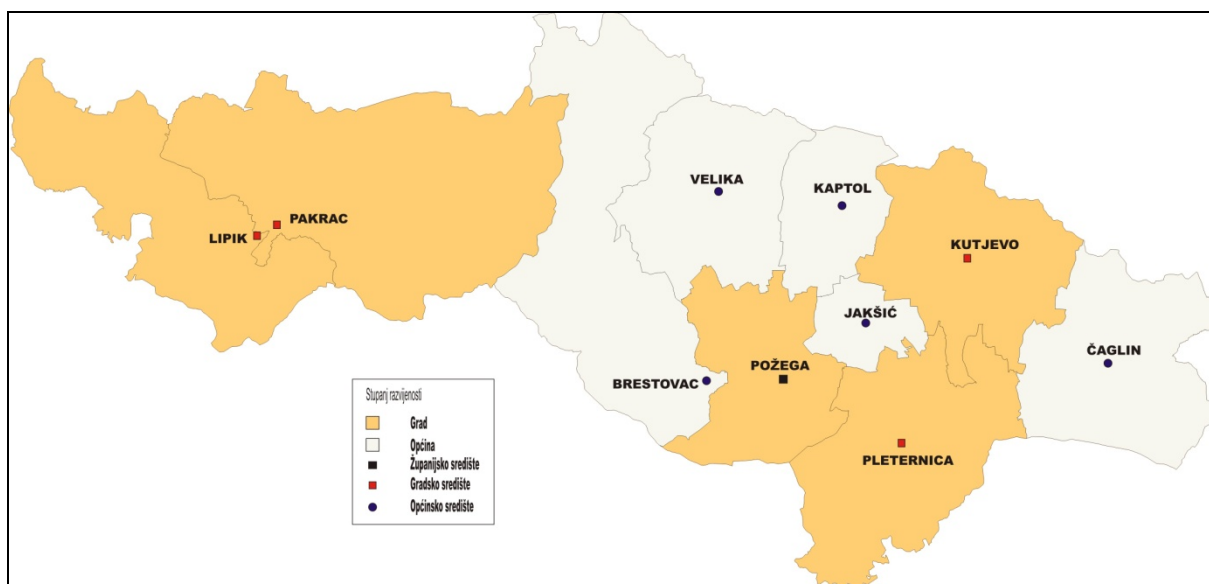 VELIKA
KAPTOL
PAKRAC
LIPIK
KUTJEVO
JAKŠIĆ
ČAGLIN
POŽEGA
BRESTOVAC
PLETERNICA
Stupanj razvijenosti
Grad
Općina
Županijsko središte
Gradsko središte
Općinsko središte